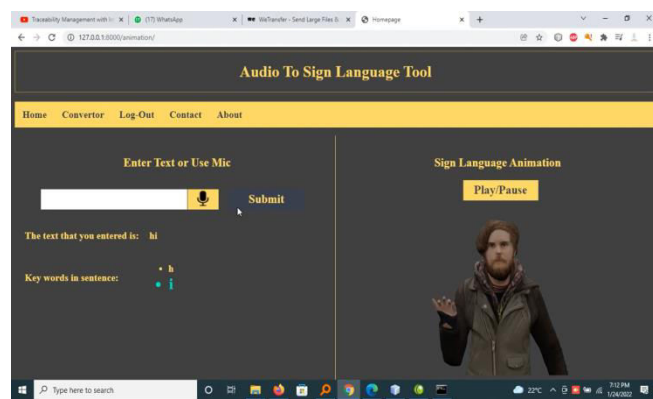 Traceability Management with
(17) WhatsApp
WeTransfer - Send Large Files &
Homepage
127.0.0.1:8000/animation/
Audio To Sign Language Tool
Home Convertor Log-Out Contact About
Enter Text or Use Mic
Submit
The text that you entered is: hi
Key words in sentence:
h
i
Sign Language Animation
Play/Pause
Type here to search
22°C
7:12 PM
1/24/2022